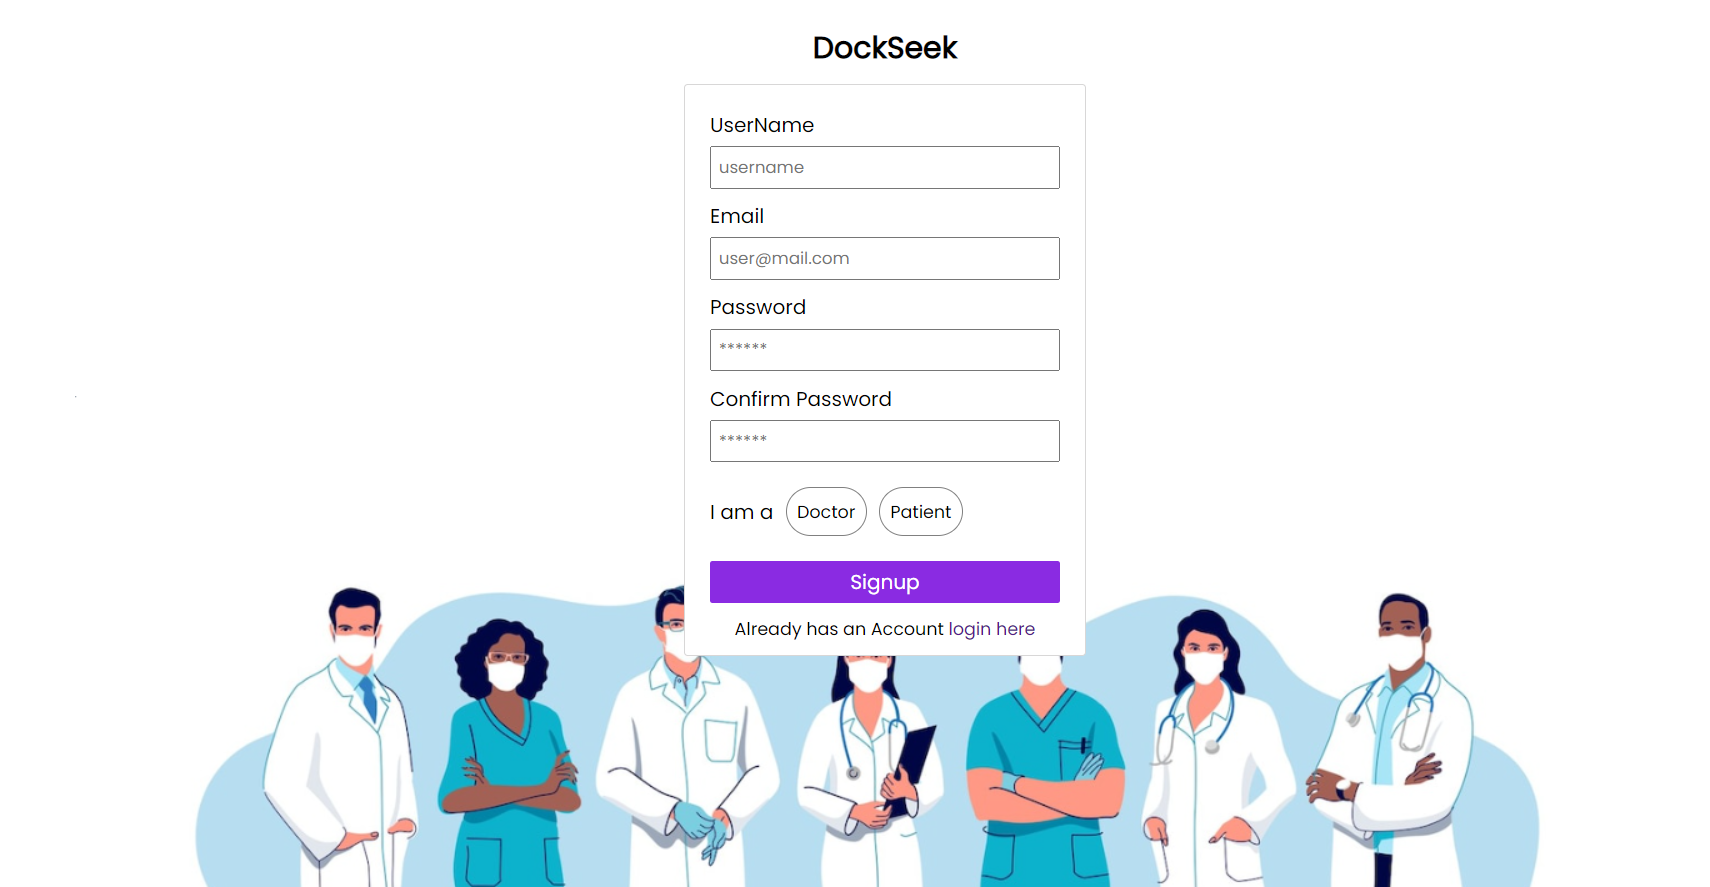 DockSeek
UserName
username
Email
user@mail.com
Password
******
Confirm Password
******
I am a Doctor Patient
Signup
Already has an Account login here